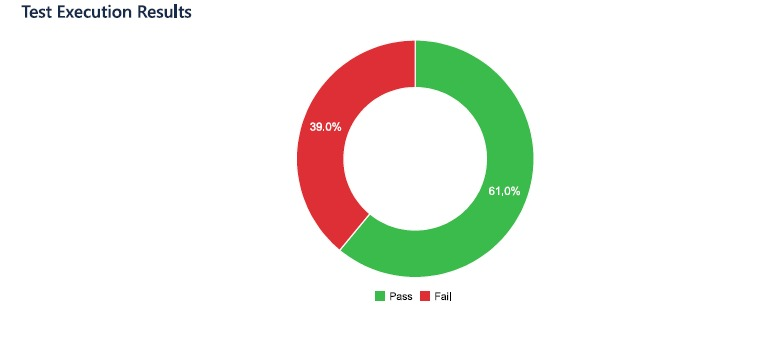 Test Execution Results
39.0%
61,0%
Pass Fail